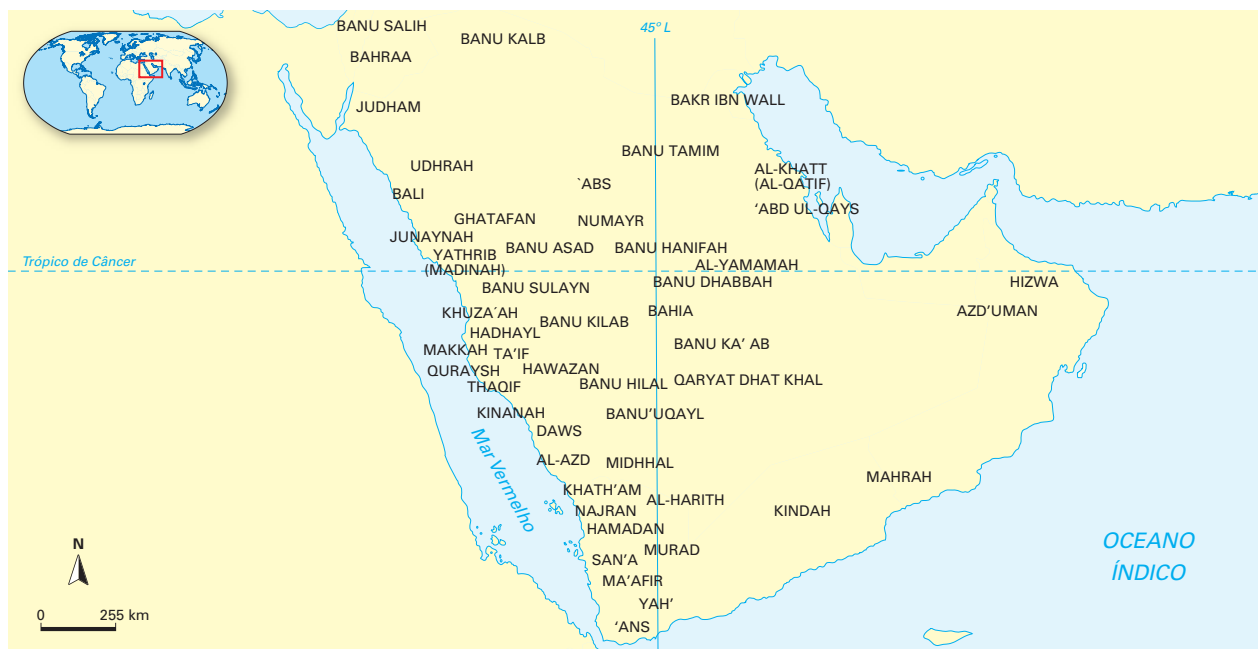 BANU SALIH
BANU KALB
45º L
BAHRAA
BAKR IBN WALL
JUDHAM
BANU TAMIM
UDHRAH
AL-KHATT
(AL-QATIF)
`ABS
BALI
‘ABD UL-QAYS
GHATAFAN
NUMAYR
JUNAYNAH
BANU ASAD
BANU HANIFAH
YATHRIB
(MADINAH)
Trópico de Câncer
AL-YAMAMAH
BANU DHABBAH
HIZWA
BANU SULAYN
KHUZA´AH
BANU KILAB
BAHIA
AZD’UMAN
HADHAYL
MAKKAH
TA’IF
BANU KA’ AB
QURAYSH
HAWAZAN
THAQIF
BANU HILAL
QARYAT DHAT KHAL
KINANAH
BANU’UQAYL
DAWS
Mar Vermelho
AL-AZD
MIDHHAL
MAHRAH
KHATH’AM
AL-HARITH
NAJRAN
KINDAH
HAMADAN
MURAD
SAN’A
OCEANO
ÍNDICO
MA’AFIR
YAH’
‘ANS
N
0 255 km